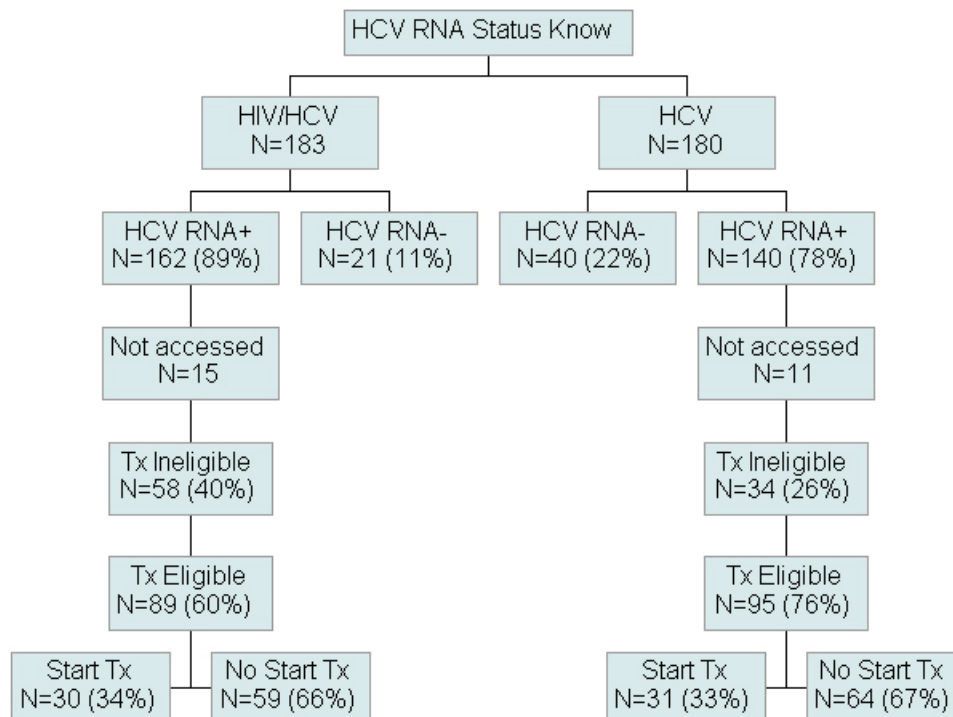 HCV RNA Status Know
HIV/HCV
N=183
HCV
N=180
HCV RNA+
N=162 (89%)
HCV RNA-
N=21 (11%)
HCV RNA-
N=40 (22%)
HCV RNA+
N=140 (78%)
Not accessed
N=15
Not accessed
N=11
Tx Ineligible
N=58 (40%)
Tx Ineligible
N=34 (26%)
Tx Eligible
N=89 (60%)
Tx Eligible
N=95 (76%)
Start Tx
N=30 (34%)
No Start Tx
N=59 (66%)
Start Tx
N=31 (33%)
No Start Tx
N=64 (67%)